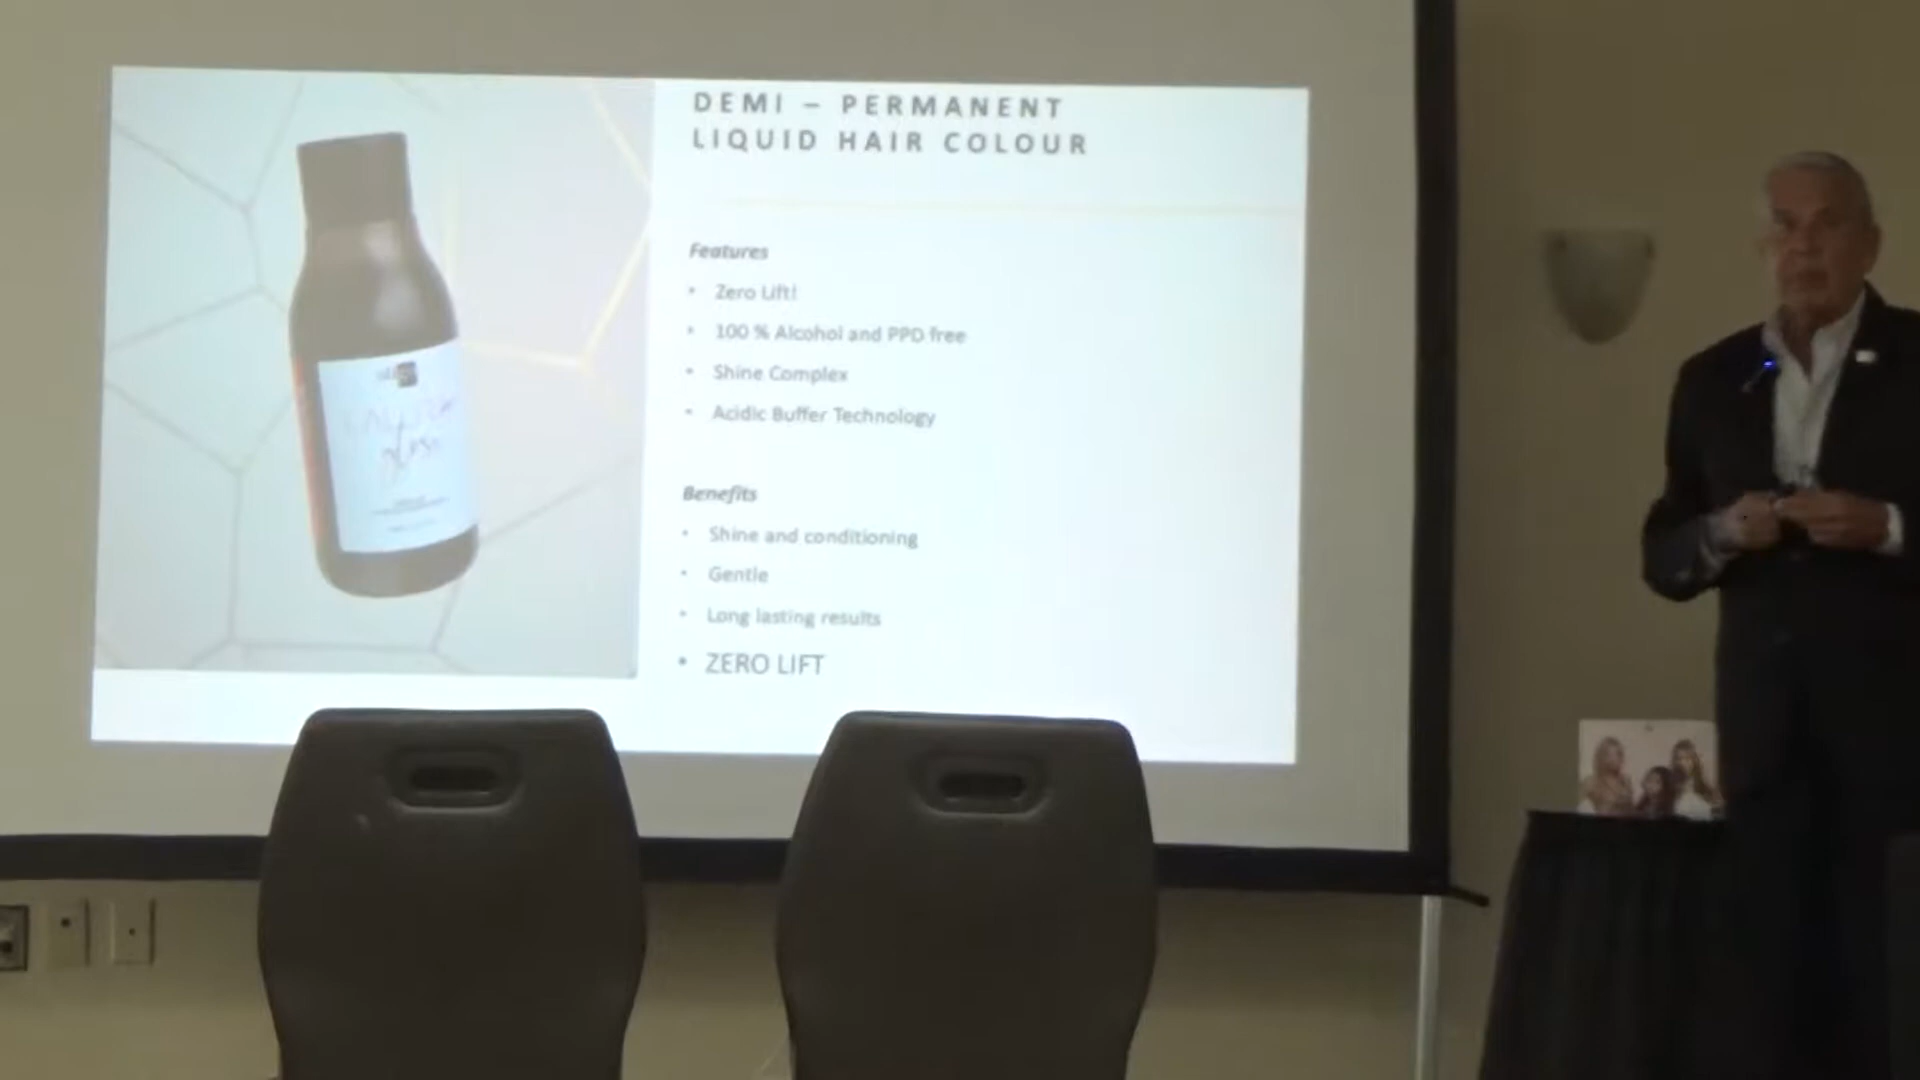 DEMI – PERMANENT
LIQUID HAIR COLOUR
Features
• Zero Lift!
• 100 % Alcohol and PPD free
• Shine Complex
• Acidic Buffer Technology
Benefits
• Shine and conditioning
• Gentle
• Long lasting results
• ZERO LIFT
gloss